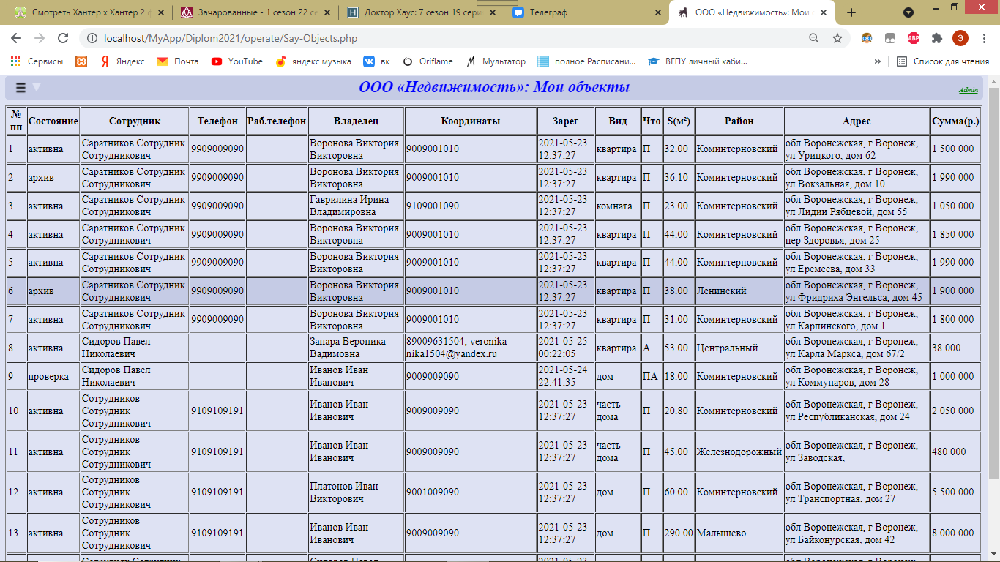 Смотреть Хантер x Хантер 2 ф
Зачарованные - 1 сезон 22 се
Доктор Хаус: 7 сезон 19 сери
Телеграф
ООО «Недвижимость»: Мои о
localhost/MyApp/Diplom2021/operate/Say-Objects.php
ABP
Э
Сервисы Яндекс Почта YouTube яндекс музыка вк Oriflame Мультатор полное Расписани... ВГПУ личный каби... » Список для чтения
ООО «Недвижимость»: Мои объекты
Admin
№ пп Состояние Сотрудник Телефон Раб.телефон Владелец Координаты Зарег Вид Что S(м²) Район Адрес Сумма(р.)
1 активна Саратников Сотрудник Сотрудникович 9909009090 Воронова Виктория Викторовна 9009001010 2021-05-23 12:37:27 квартира П 32.00 Коминтерновский обл Воронежская, г Воронеж, ул Урицкого, дом 62 1 500 000
2 архив Саратников Сотрудник Сотрудникович 9909009090 Воронова Виктория Викторовна 9009001010 2021-05-23 12:37:27 квартира П 36.10 Коминтерновский обл Воронежская, г Воронеж, ул Вокзальная, дом 10 1 990 000
3 активна Саратников Сотрудник Сотрудникович 9909009090 Гаврилина Ирина Владимировна 9109001090 2021-05-23 12:37:27 комната П 23.00 Коминтерновский обл Воронежская, г Воронеж, ул Лидии Рябцевой, дом 55 1 050 000
4 активна Саратников Сотрудник Сотрудникович 9909009090 Воронова Виктория Викторовна 9009001010 2021-05-23 12:37:27 квартира П 44.00 Коминтерновский обл Воронежская, г Воронеж, пер Здоровья, дом 25 1 850 000
5 активна Саратников Сотрудник Сотрудникович 9909009090 Воронова Виктория Викторовна 9009001010 2021-05-23 12:37:27 квартира П 44.00 Коминтерновский обл Воронежская, г Воронеж, ул Еремеева, дом 33 1 990 000
6 архив Саратников Сотрудник Сотрудникович 9909009090 Воронова Виктория Викторовна 9009001010 2021-05-23 12:37:27 квартира П 38.00 Ленинский обл Воронежская, г Воронеж, ул Фридриха Энгельса, дом 45 1 900 000
7 активна Саратников Сотрудник Сотрудникович 9909009090 Воронова Виктория Викторовна 9009001010 2021-05-23 12:37:27 квартира П 31.00 Коминтерновский обл Воронежская, г Воронеж, ул Карпинского, дом 1 1 800 000
8 активна Сидоров Павел Николаевич Запара Вероника Вадимовна 89009631504; veronika-nika1504@yandex.ru 2021-05-25 00:22:05 квартира А 53.00 Центральный обл Воронежская, г Воронеж, ул Карла Маркса, дом 67/2 38 000
9 проверка Сидоров Павел Николаевич Иванов Иван Иванович 9009009090 2021-05-24 22:41:35 дом ПА 18.00 Коминтерновский обл Воронежская, г Воронеж, ул Коммунаров, дом 28 1 000 000
10 активна Сотрудников Сотрудник Сотрудникович 9109109191 Иванов Иван Иванович 9009009090 2021-05-23 12:37:27 часть дома П 20.80 Коминтерновский обл Воронежская, г Воронеж, ул Республиканская, дом 24 2 050 000
11 активна Сотрудников Сотрудник Сотрудникович 9109109191 Иванов Иван Иванович 9009009090 2021-05-23 12:37:27 часть дома П 45.00 Железнодорожный обл Воронежская, г Воронеж, ул Заводская, 480 000
12 активна Сотрудников Сотрудник Сотрудникович 9109109191 Платонов Иван Викторович 9001009090 2021-05-23 12:37:27 дом П 60.00 Коминтерновский обл Воронежская, г Воронеж, ул Транспортная, дом 27 5 500 000
13 активна Сотрудников Сотрудник Сотрудникович 9109109191 Иванов Иван Иванович 9009009090 2021-05-23 12:37:27 дом П 290.00 Малышево обл Воронежская, г Воронеж, ул Байконурская, дом 42 8 000 000